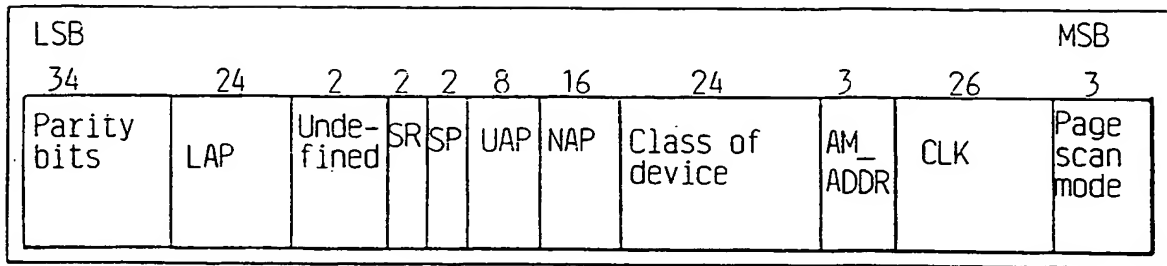 LSB MSB
34 24 2 2 2 8 16 24 3 26 3
Parity bits
LAP
Unde-
fined
SR
SP
UAP
NAP
Class of
device
AM_
ADDR
CLK
Page
scan
mode